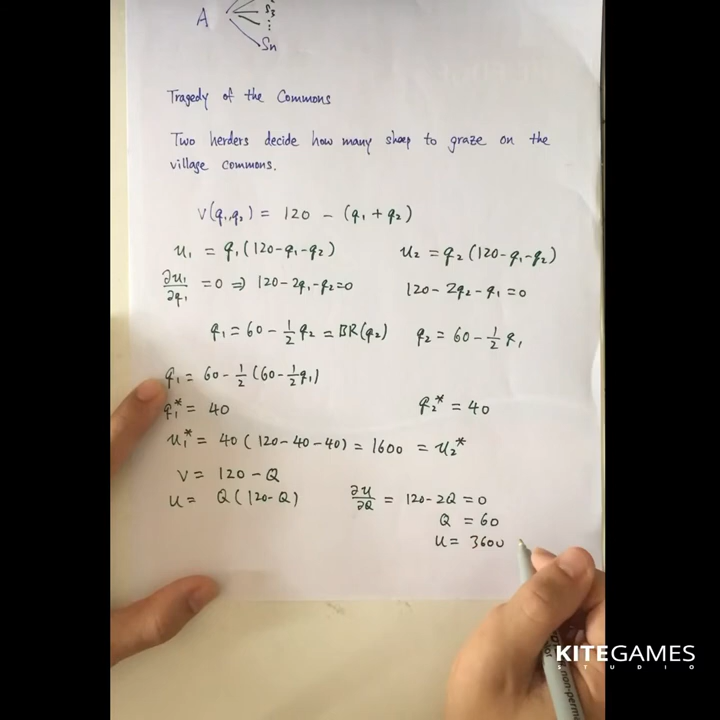 A
S3
⋮
Sn
Tragedy of the Commons
Two herders decide how many sheep to graze on the
village commons.
V(q₁,q₂) = 120 - (q₁ + q₂)
u₁ = q₁(120-q₁-q₂) u₂ = q₂(120-q₁-q₂)
∂u₁/∂q₁ = 0 ⇒ 120-2q₁-q₂=0 120-2q₂-q₁=0
q₁ = 60 - 1/2 q₂ = BR(q₂) q₂ = 60 - 1/2 q₁
q₁ = 60 - 1/2 (60 - 1/2 q₁)
q₁* = 40 q₂* = 40
u₁* = 40(120-40-40) = 1600 = u₂*
V = 120 - Q
u = Q(120-Q) ∂u/∂Q = 120-2Q = 0
Q = 60
u = 3600
KITEGAMES
STUDIO
non-perm